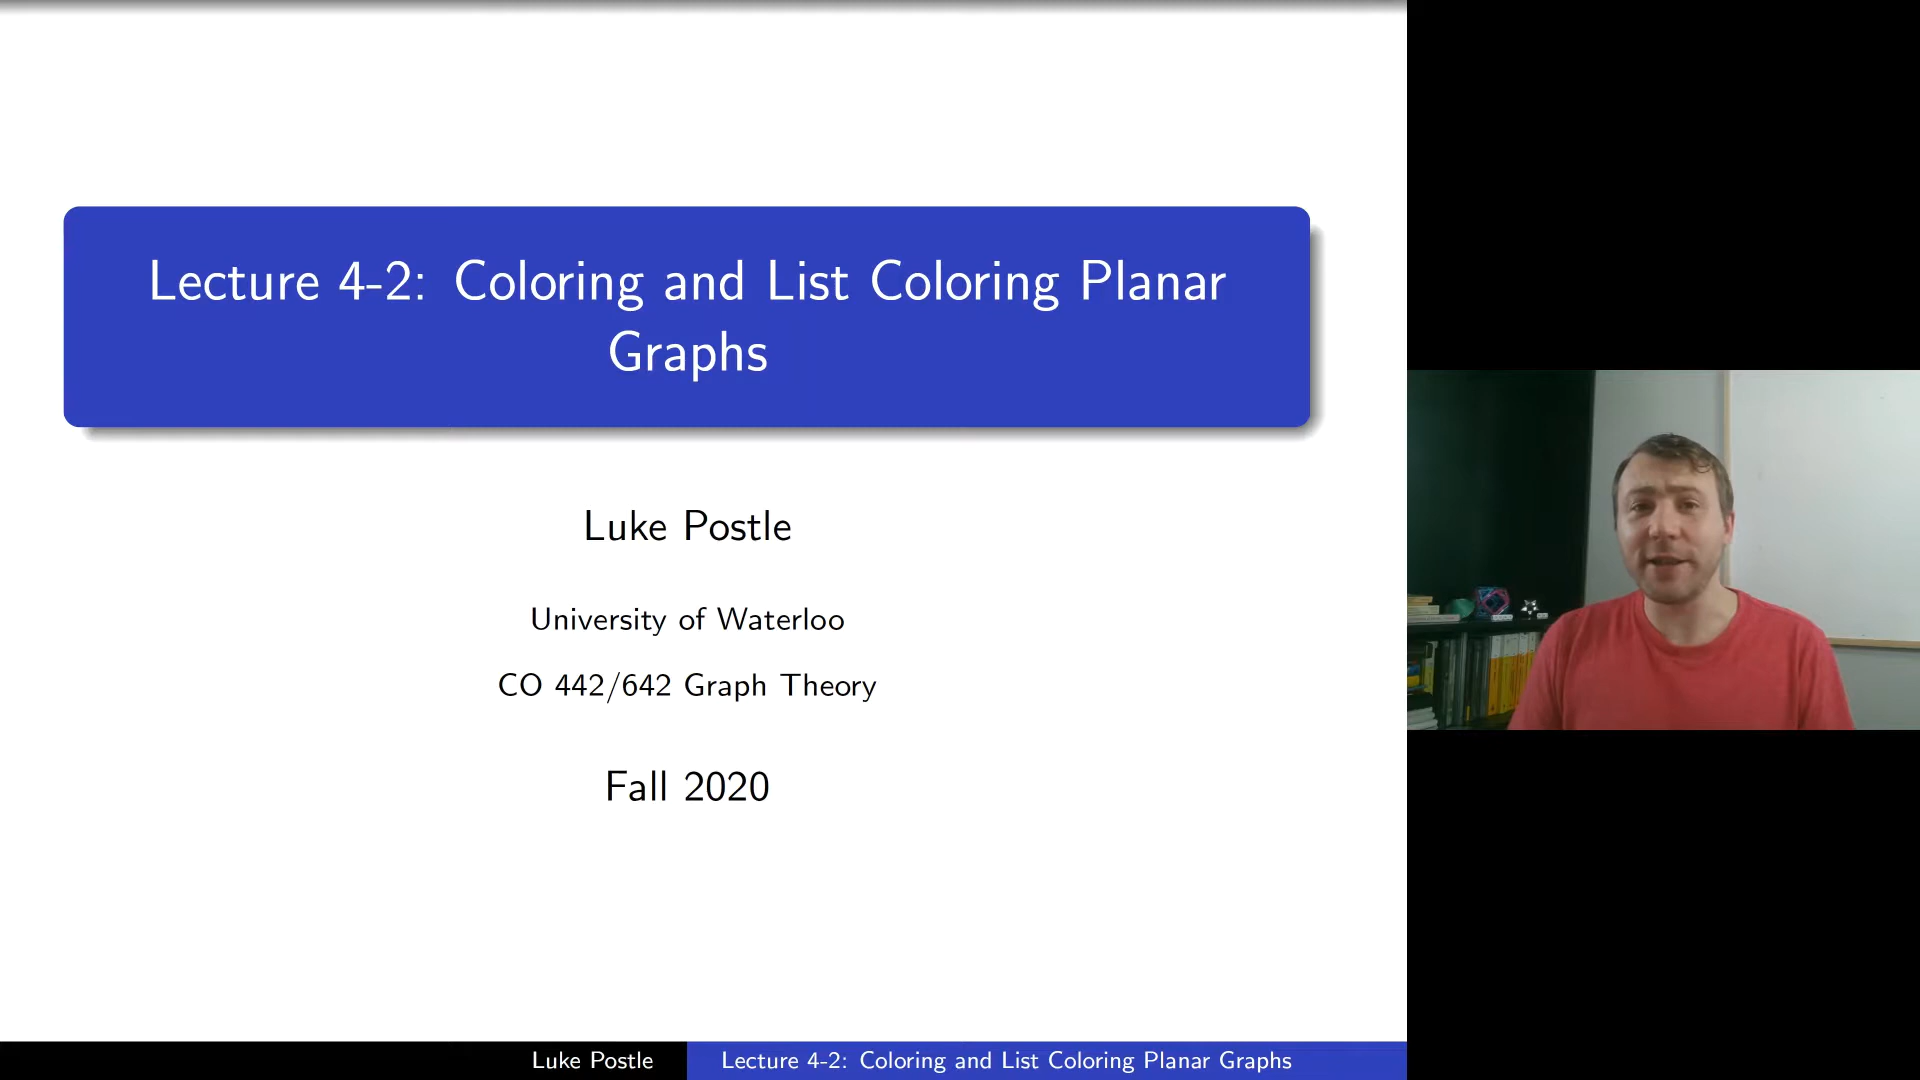 Lecture 4-2: Coloring and List Coloring Planar
Graphs
Luke Postle
University of Waterloo
CO 442/642 Graph Theory
Fall 2020
Luke Postle
Lecture 4-2: Coloring and List Coloring Planar Graphs